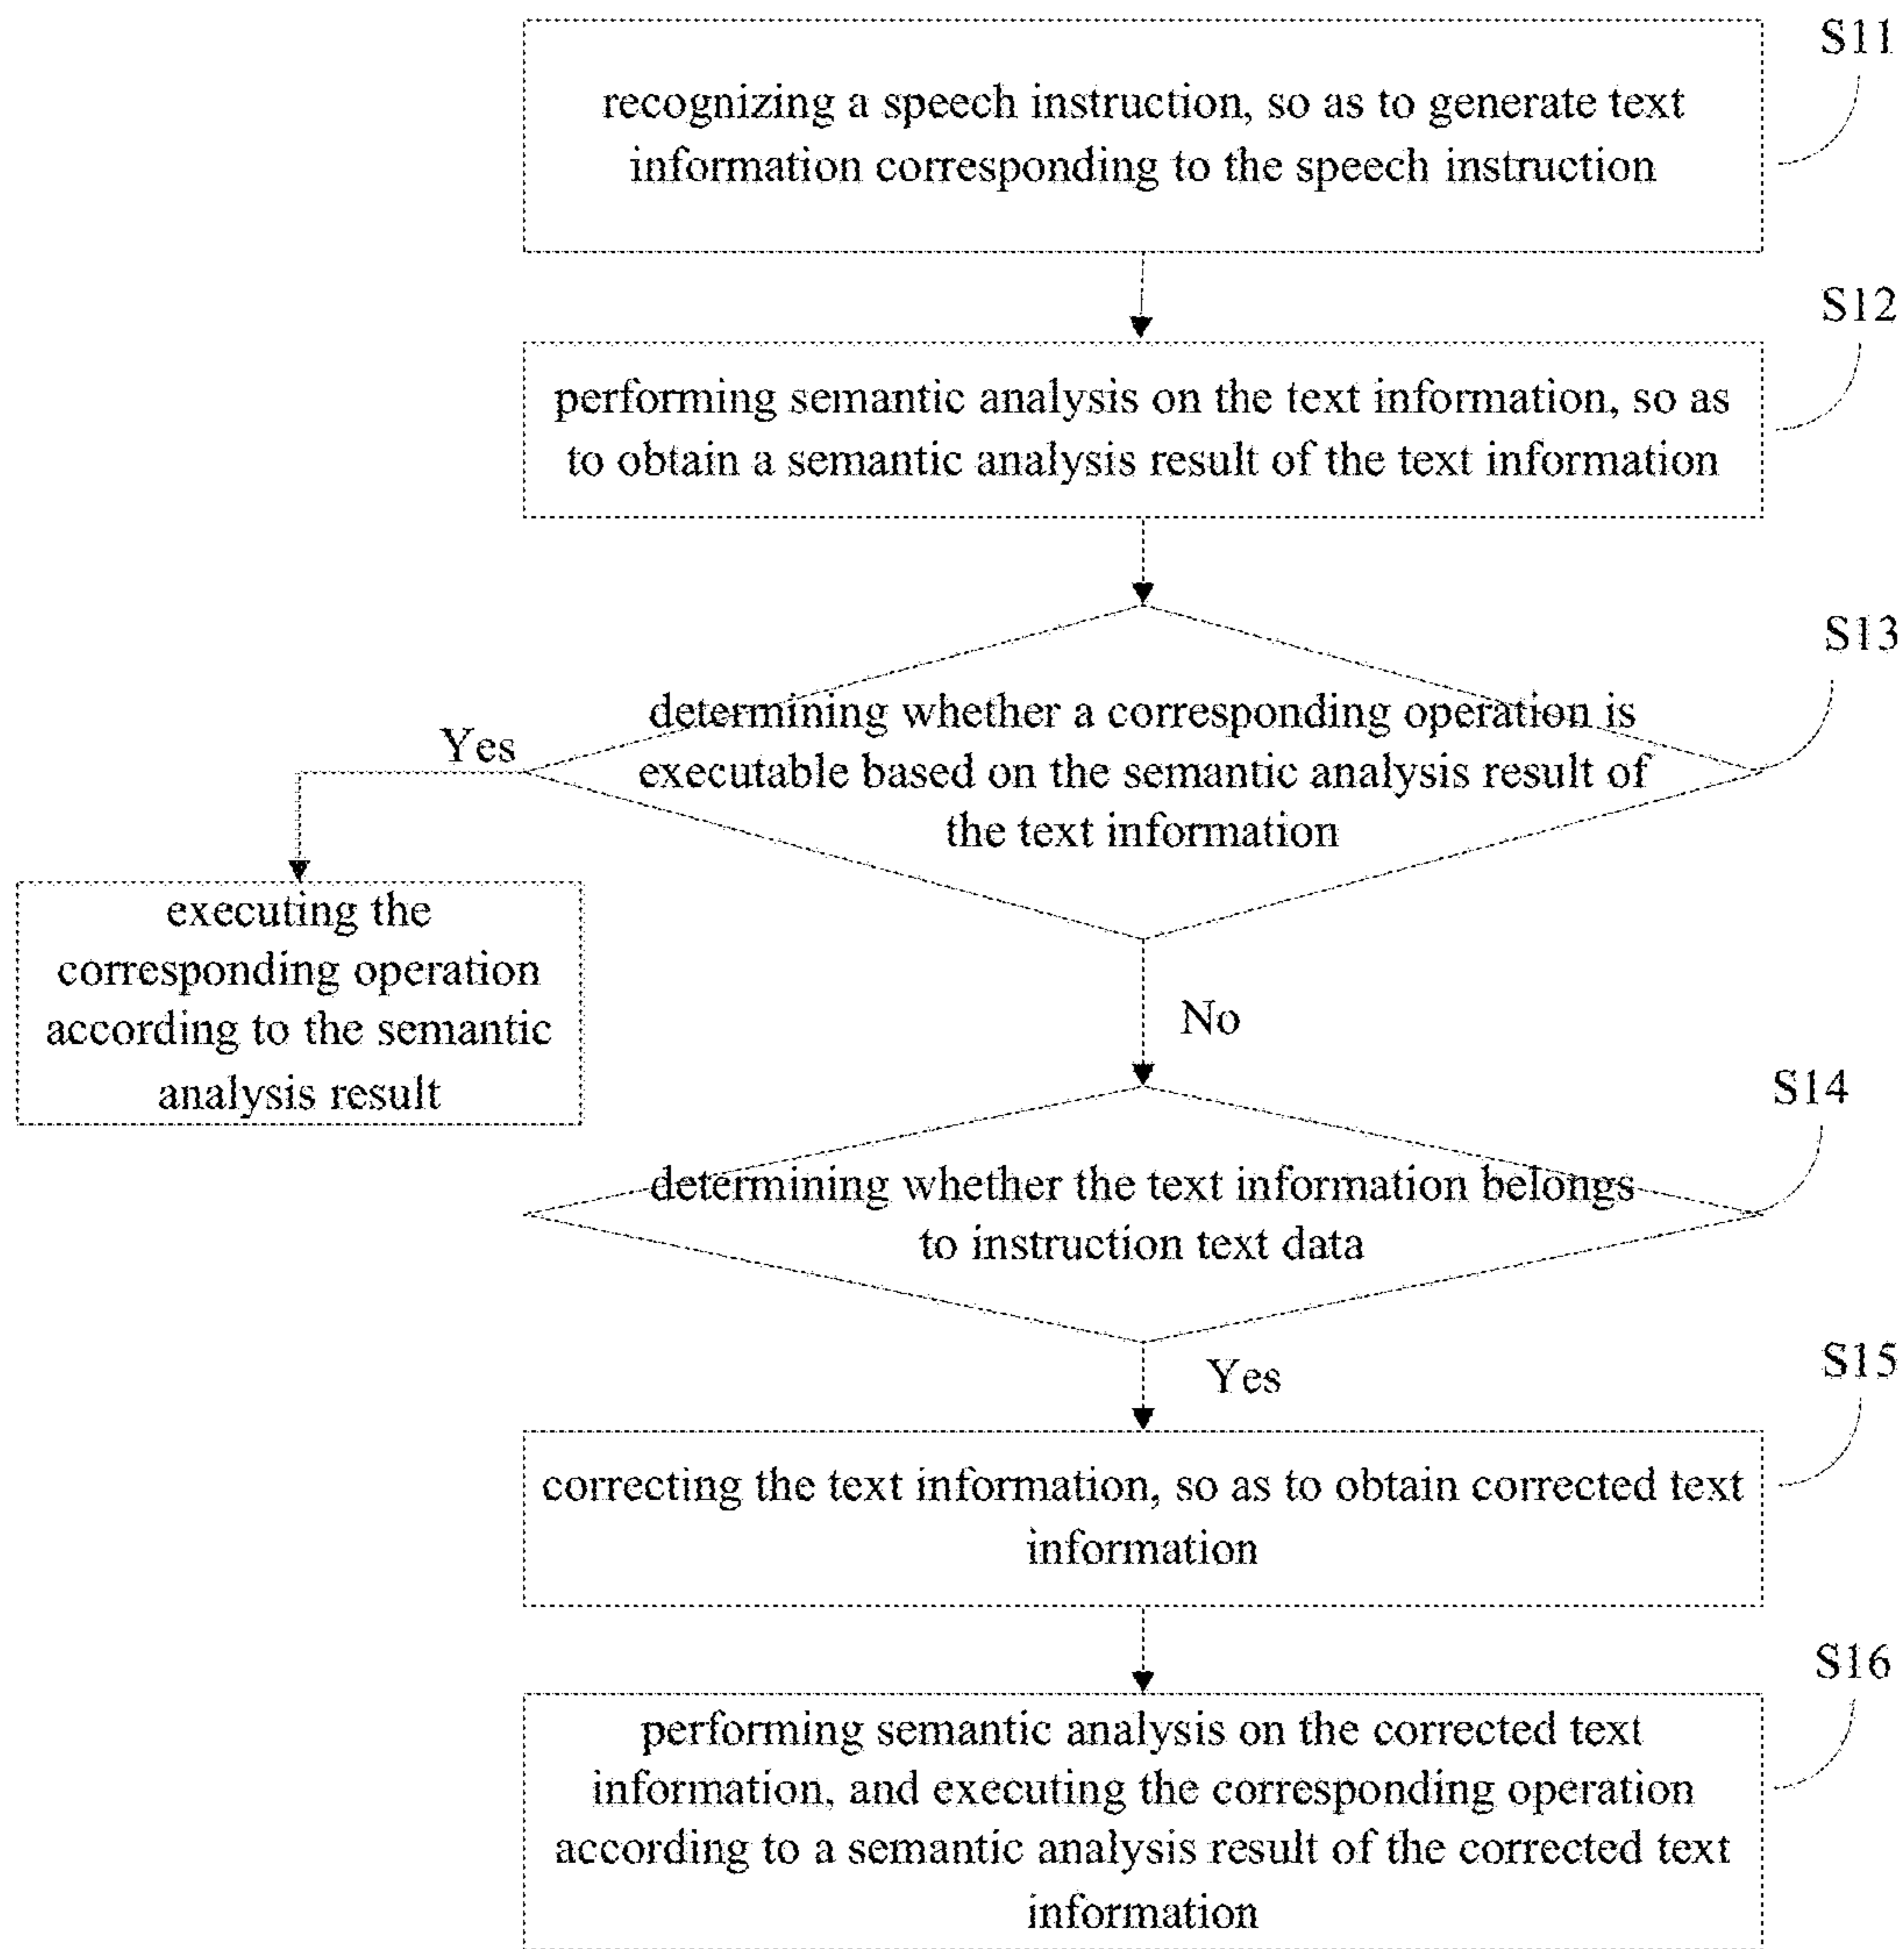 S11
recognizing a speech instruction, so as to generate text
information corresponding to the speech instruction
S12
performing semantic analysis on the text information, so as
to obtain a semantic analysis result of the text information
S13
determining whether a corresponding operation is
executable based on the semantic analysis result of
the text information
Yes
executing the
corresponding operation
according to the semantic
analysis result
No
S14
determining whether the text information belongs
to instruction text data
Yes
S15
correcting the text information, so as to obtain corrected text
information
S16
performing semantic analysis on the corrected text
information, and executing the corresponding operation
according to a semantic analysis result of the corrected text
information